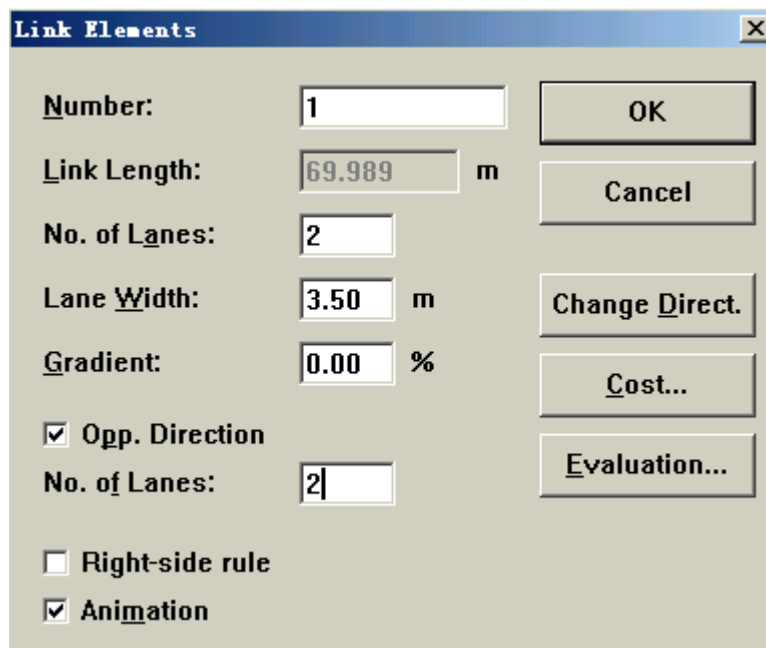 Link Elements
Number: 1
Link Length: 69.989 m
No. of Lanes: 2
Lane Width: 3.50 m
Gradient: 0.00 %
Opp. Direction
No. of Lanes: 2
Right-side rule
Animation
OK
Cancel
Change Direct.
Cost...
Evaluation...